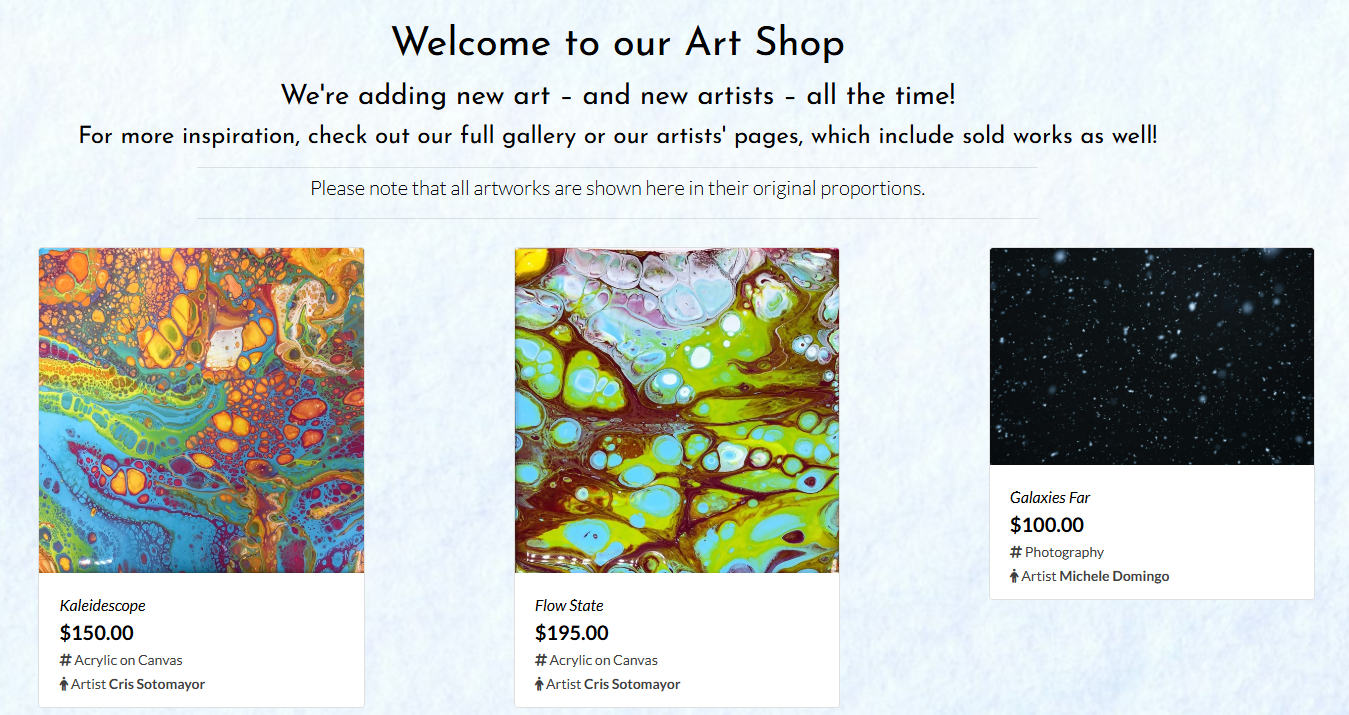 Welcome to our Art Shop
We're adding new art – and new artists – all the time!
For more inspiration, check out our full gallery or our artists' pages, which include sold works as well!
Please note that all artworks are shown here in their original proportions.
Kaleidescope
$150.00
# Acrylic on Canvas
Artist Cris Sotomayor
Flow State
$195.00
# Acrylic on Canvas
Artist Cris Sotomayor
Galaxies Far
$100.00
# Photography
Artist Michele Domingo